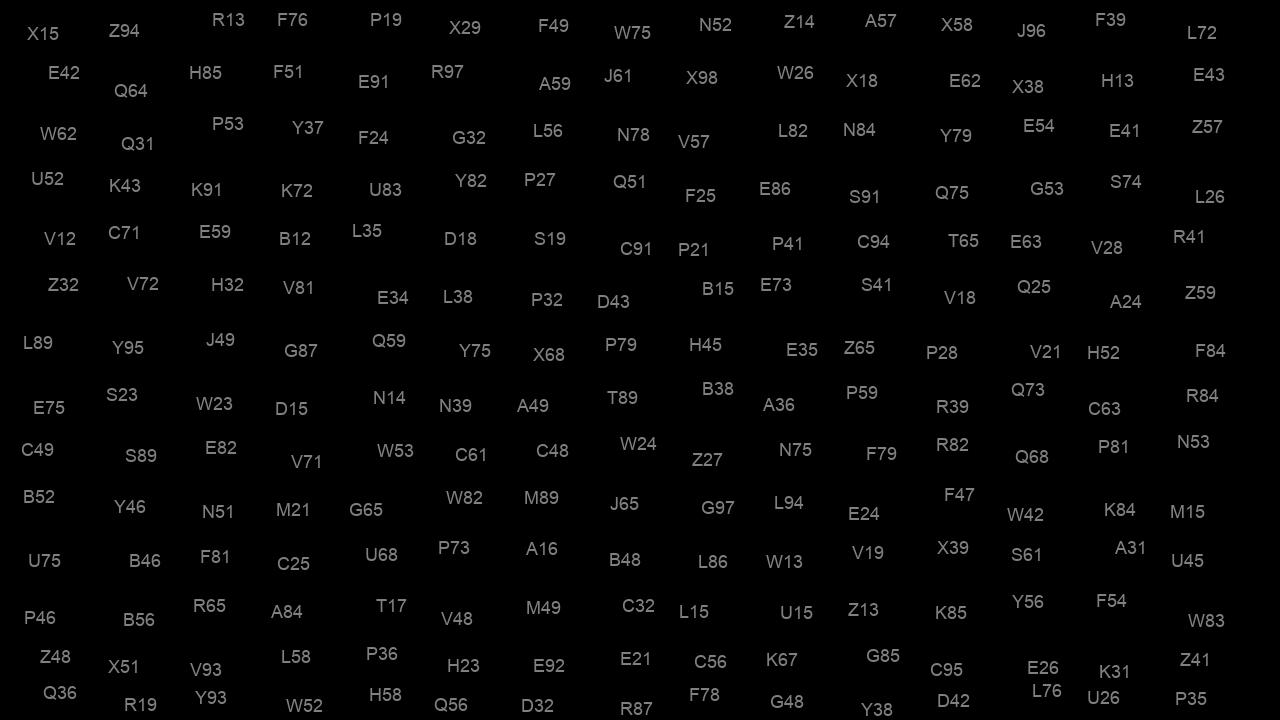 X15 Z94 R13 F76 P19 X29 F49 W75 N52 Z14 A57 X58 J96 F39 L72
E42 Q64 H85 F51 E91 R97 A59 J61 X98 W26 X18 E62 X38 H13 E43
W62 Q31 P53 Y37 F24 G32 L56 N78 V57 L82 N84 Y79 E54 E41 Z57
U52 K43 K91 K72 U83 Y82 P27 Q51 F25 E86 S91 Q75 G53 S74 L26
V12 C71 E59 B12 L35 D18 S19 C91 P21 P41 C94 T65 E63 V28 R41
Z32 V72 H32 V81 E34 L38 P32 D43 B15 E73 S41 V18 Q25 A24 Z59
L89 Y95 J49 G87 Q59 Y75 X68 P79 H45 E35 Z65 P28 V21 H52 F84
E75 S23 W23 D15 N14 N39 A49 T89 B38 A36 P59 R39 Q73 C63 R84
C49 S89 E82 V71 W53 C61 C48 W24 Z27 N75 F79 R82 Q68 P81 N53
B52 Y46 N51 M21 G65 W82 M89 J65 G97 L94 E24 F47 W42 K84 M15
U75 B46 F81 C25 U68 P73 A16 B48 L86 W13 V19 X39 S61 A31 U45
P46 B56 R65 A84 T17 V48 M49 C32 L15 U15 Z13 K85 Y56 F54 W83
Z48 X51 V93 L58 P36 H23 E92 E21 C56 K67 G85 C95 E26 K31 Z41
Q36 R19 Y93 W52 H58 Q56 D32 R87 F78 G48 Y38 D42 L76 U26 P35